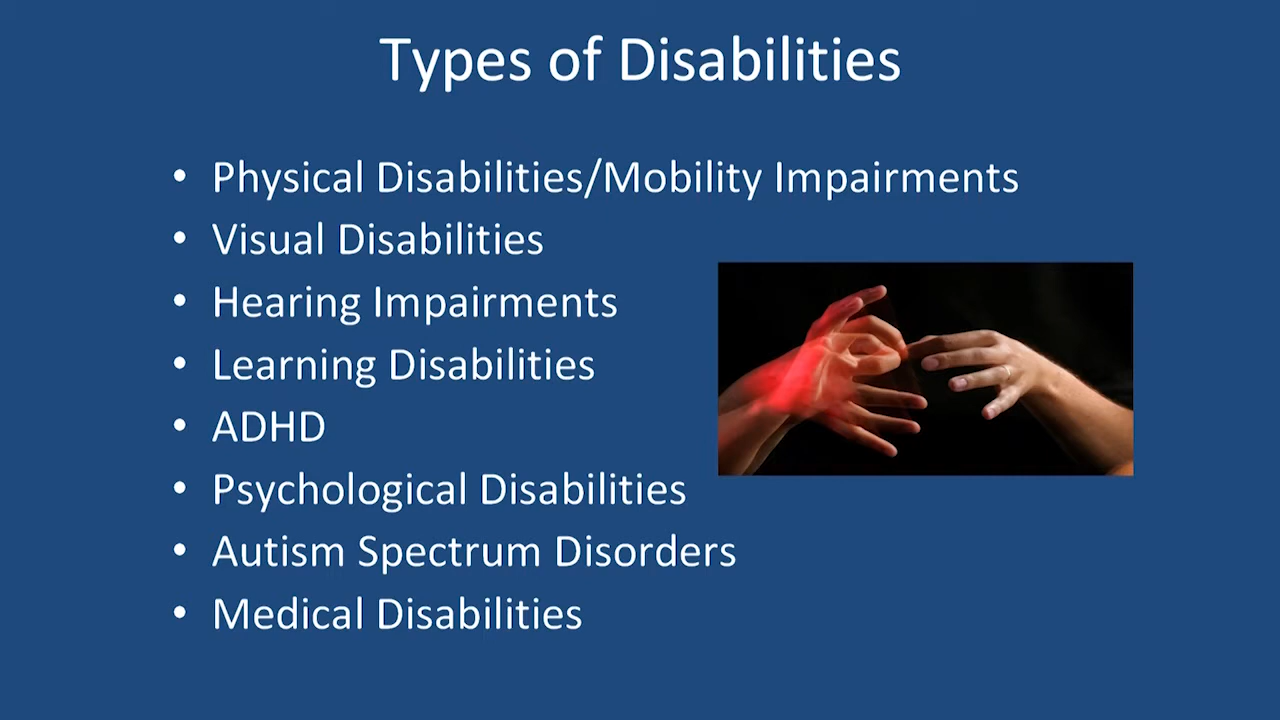 Types of Disabilities
• Physical Disabilities/Mobility Impairments
• Visual Disabilities
• Hearing Impairments
• Learning Disabilities
• ADHD
• Psychological Disabilities
• Autism Spectrum Disorders
• Medical Disabilities